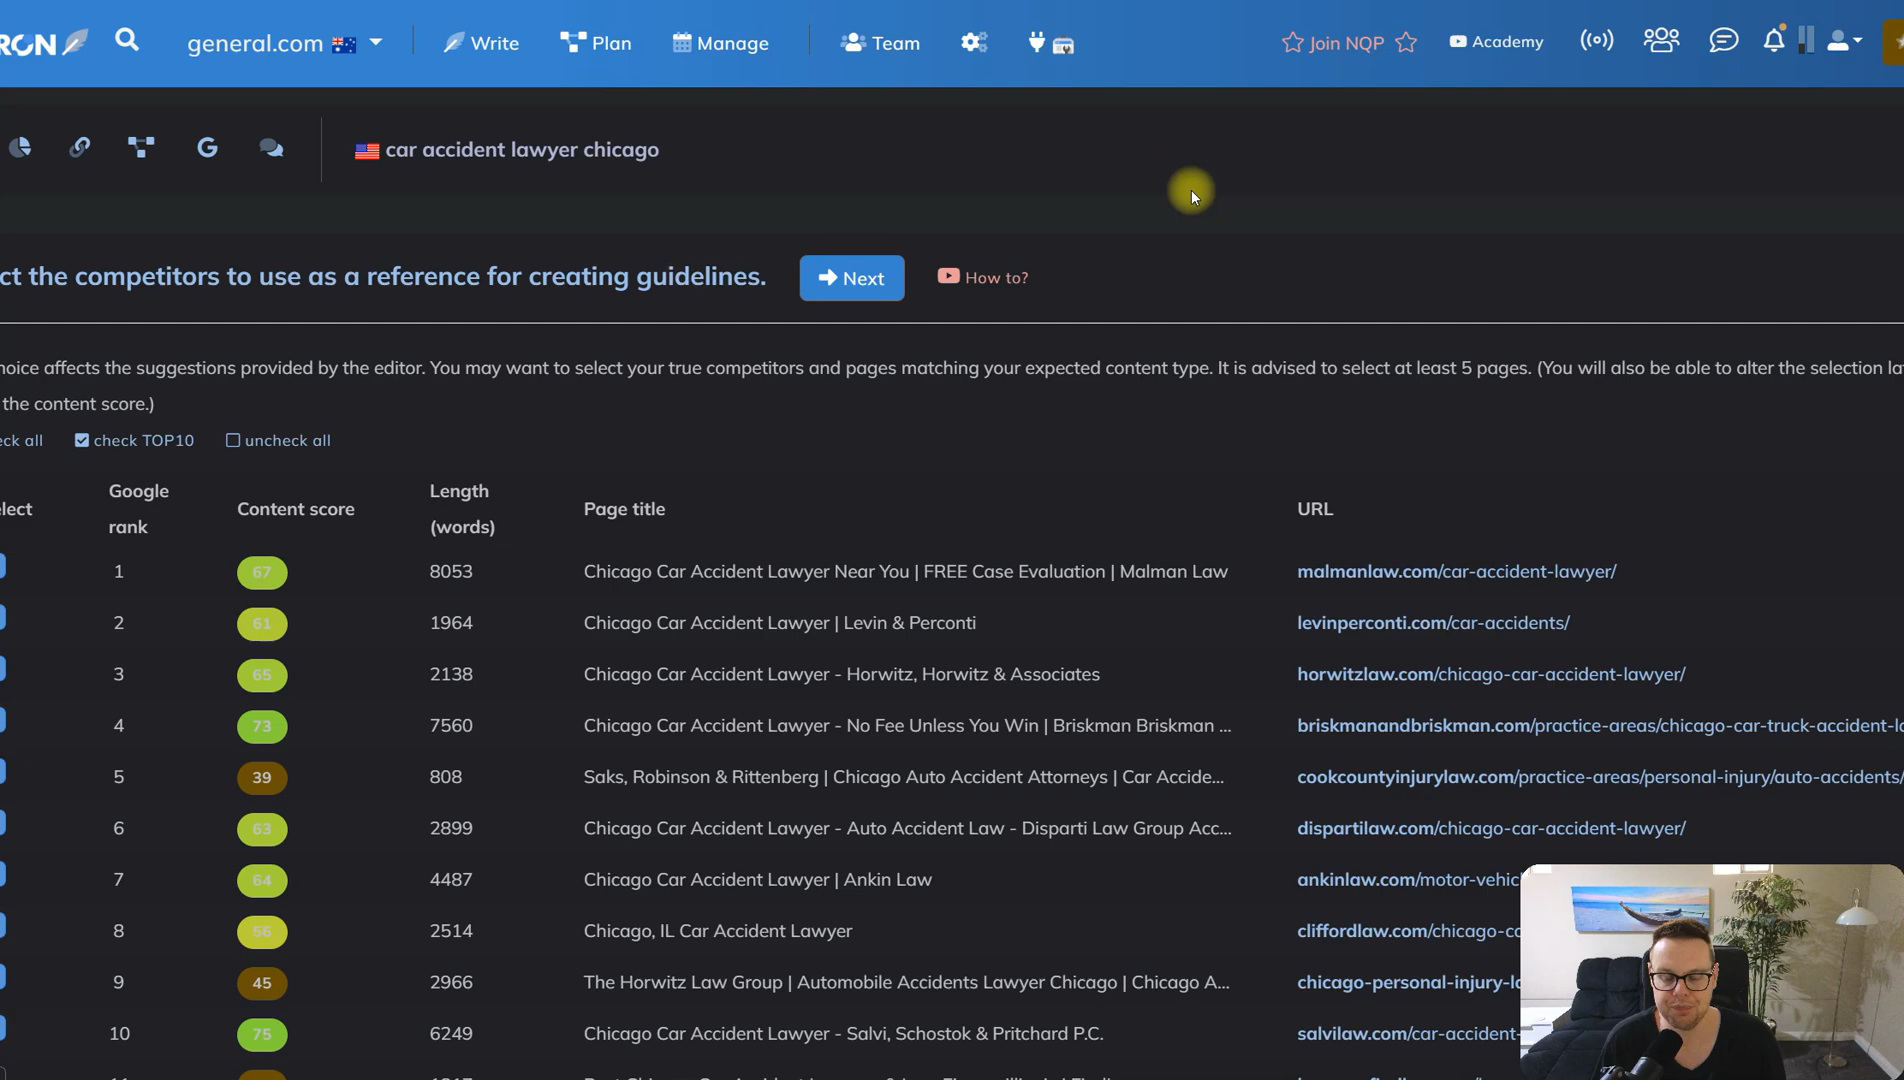 RON
general.com
Write
Plan
Manage
Team
Join NQP
Academy
car accident lawyer chicago
ct the competitors to use as a reference for creating guidelines.
Next
How to?
hoice affects the suggestions provided by the editor. You may want to select your true competitors and pages matching your expected content type. It is advised to select at least 5 pages. (You will also be able to alter the selection la
the content score.)
eck all check TOP10 uncheck all
lect Google rank Content score Length (words) Page title URL
1 67 8053 Chicago Car Accident Lawyer Near You | FREE Case Evaluation | Malman Law malmanlaw.com/car-accident-lawyer/
2 61 1964 Chicago Car Accident Lawyer | Levin & Perconti levinperconti.com/car-accidents/
3 65 2138 Chicago Car Accident Lawyer - Horwitz, Horwitz & Associates horwitzlaw.com/chicago-car-accident-lawyer/
4 73 7560 Chicago Car Accident Lawyer - No Fee Unless You Win | Briskman Briskman ... briskmanandbriskman.com/practice-areas/chicago-car-truck-accident-l
5 39 808 Saks, Robinson & Rittenberg | Chicago Auto Accident Attorneys | Car Accide... cookcountyinjurylaw.com/practice-areas/personal-injury/auto-accidents/
6 63 2899 Chicago Car Accident Lawyer - Auto Accident Law - Disparti Law Group Acc... dispartilaw.com/chicago-car-accident-lawyer/
7 64 4487 Chicago Car Accident Lawyer | Ankin Law ankinlaw.com/motor-vehic
8 56 2514 Chicago, IL Car Accident Lawyer cliffordlaw.com/chicago-c
9 45 2966 The Horwitz Law Group | Automobile Accidents Lawyer Chicago | Chicago A... chicago-personal-injury-l
10 75 6249 Chicago Car Accident Lawyer - Salvi, Schostok & Pritchard P.C. salvilaw.com/car-accident-